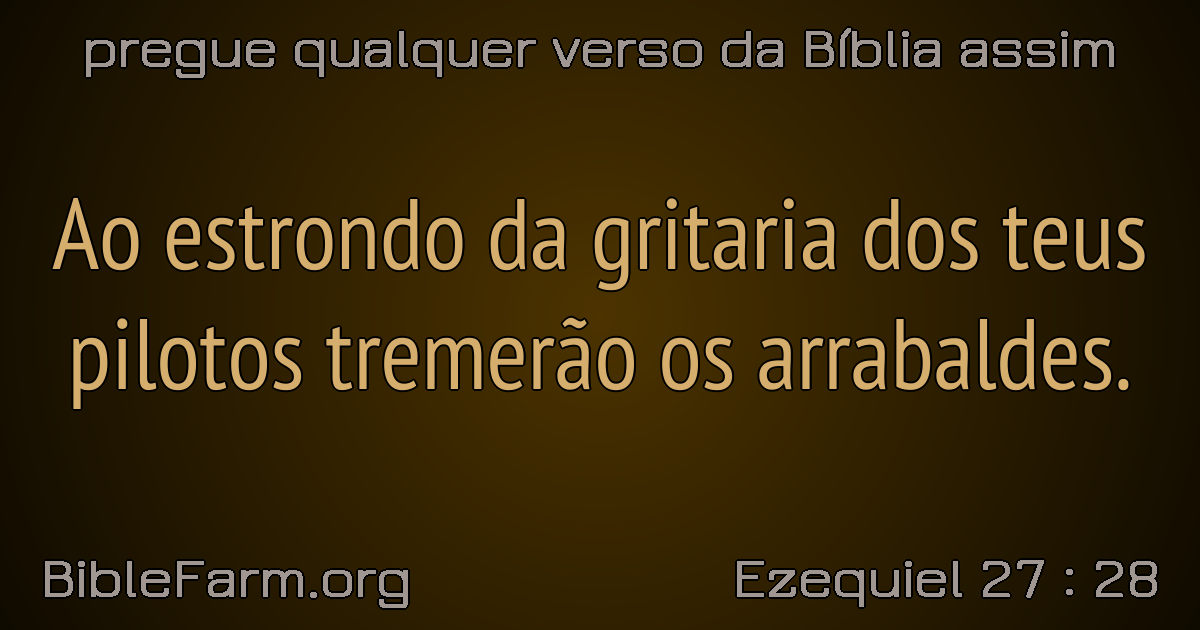 pregue qualquer verso da Bíblia assim
Ao estrondo da gritaria dos teus
pilotos tremerão os arrabaldes.
BibleFarm.org
Ezequiel 27 : 28